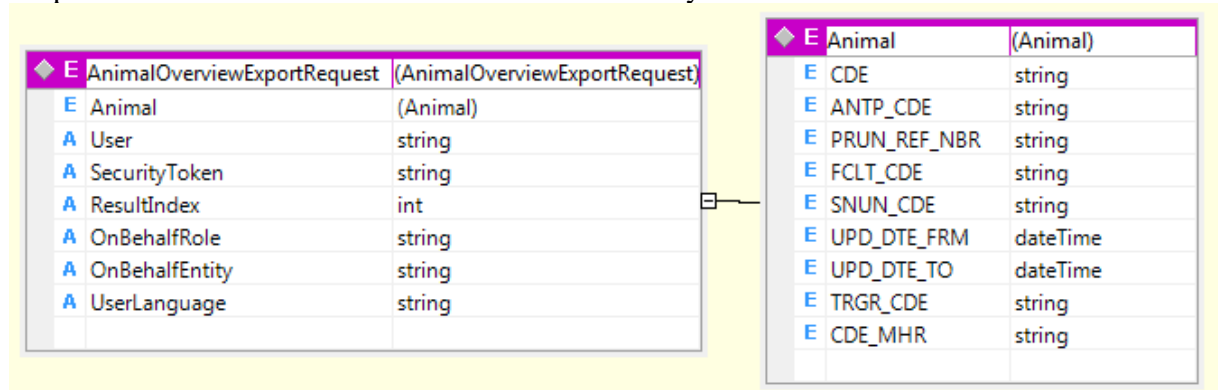 E AnimalOverviewExportRequest (AnimalOverviewExportRequest)
E Animal (Animal)
A User string
A SecurityToken string
A ResultIndex int
A OnBehalfRole string
A OnBehalfEntity string
A UserLanguage string
E Animal (Animal)
E CDE string
E ANTP_CDE string
E PRUN_REF_NBR string
E FCLT_CDE string
E SNUN_CDE string
E UPD_DTE_FRM dateTime
E UPD_DTE_TO dateTime
E TRGR_CDE string
E CDE_MHR string